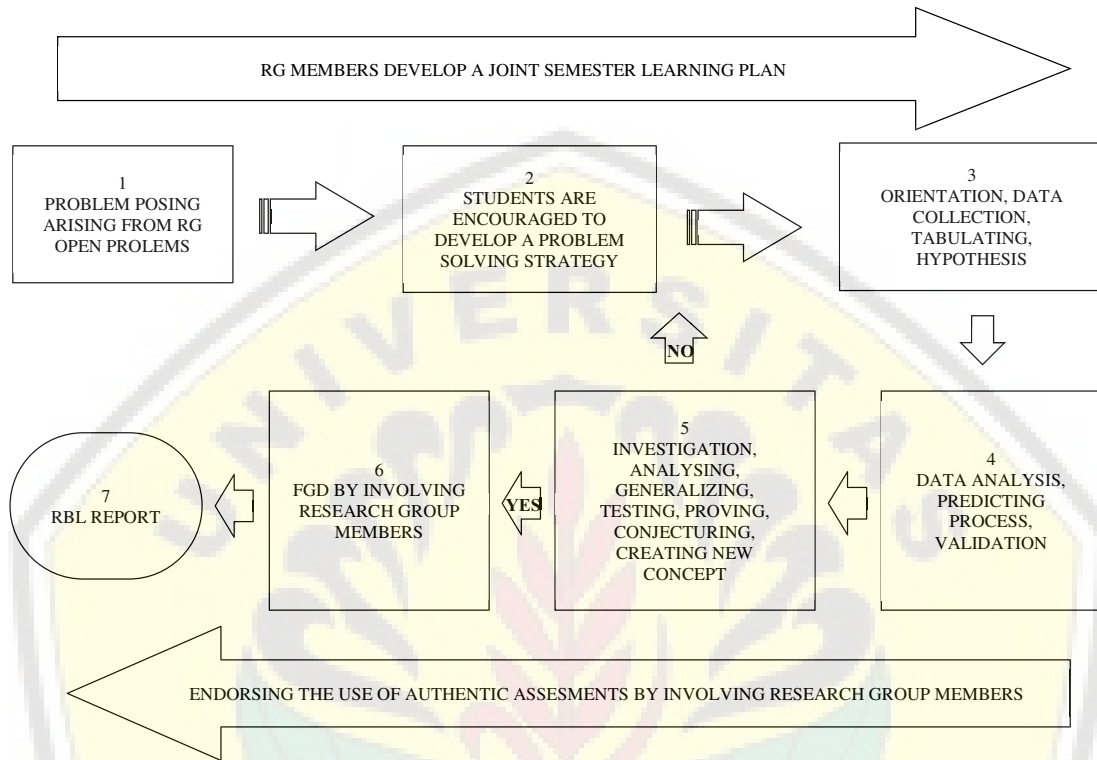 RG MEMBERS DEVELOP A JOINT SEMESTER LEARNING PLAN
1
PROBLEM POSING
ARISING FROM RG
OPEN PROLEMS
2
STUDENTS ARE
ENCOURAGED TO
DEVELOP A PROBLEM
SOLVING STRATEGY
3
ORIENTATION, DATA
COLLECTION,
TABULATING,
HYPOTHESIS
NO
4
DATA ANALYSIS,
PREDICTING
PROCESS,
VALIDATION
5
INVESTIGATION,
ANALYSING,
GENERALIZING,
TESTING, PROVING,
CONJECTURING,
CREATING NEW
CONCEPT
YES
6
FGD BY INVOLVING
RESEARCH GROUP
MEMBERS
7
RBL REPORT
ENDORSING THE USE OF AUTHENTIC ASSESMENTS BY INVOLVING RESEARCH GROUP MEMBERS
UNIVERSITAS